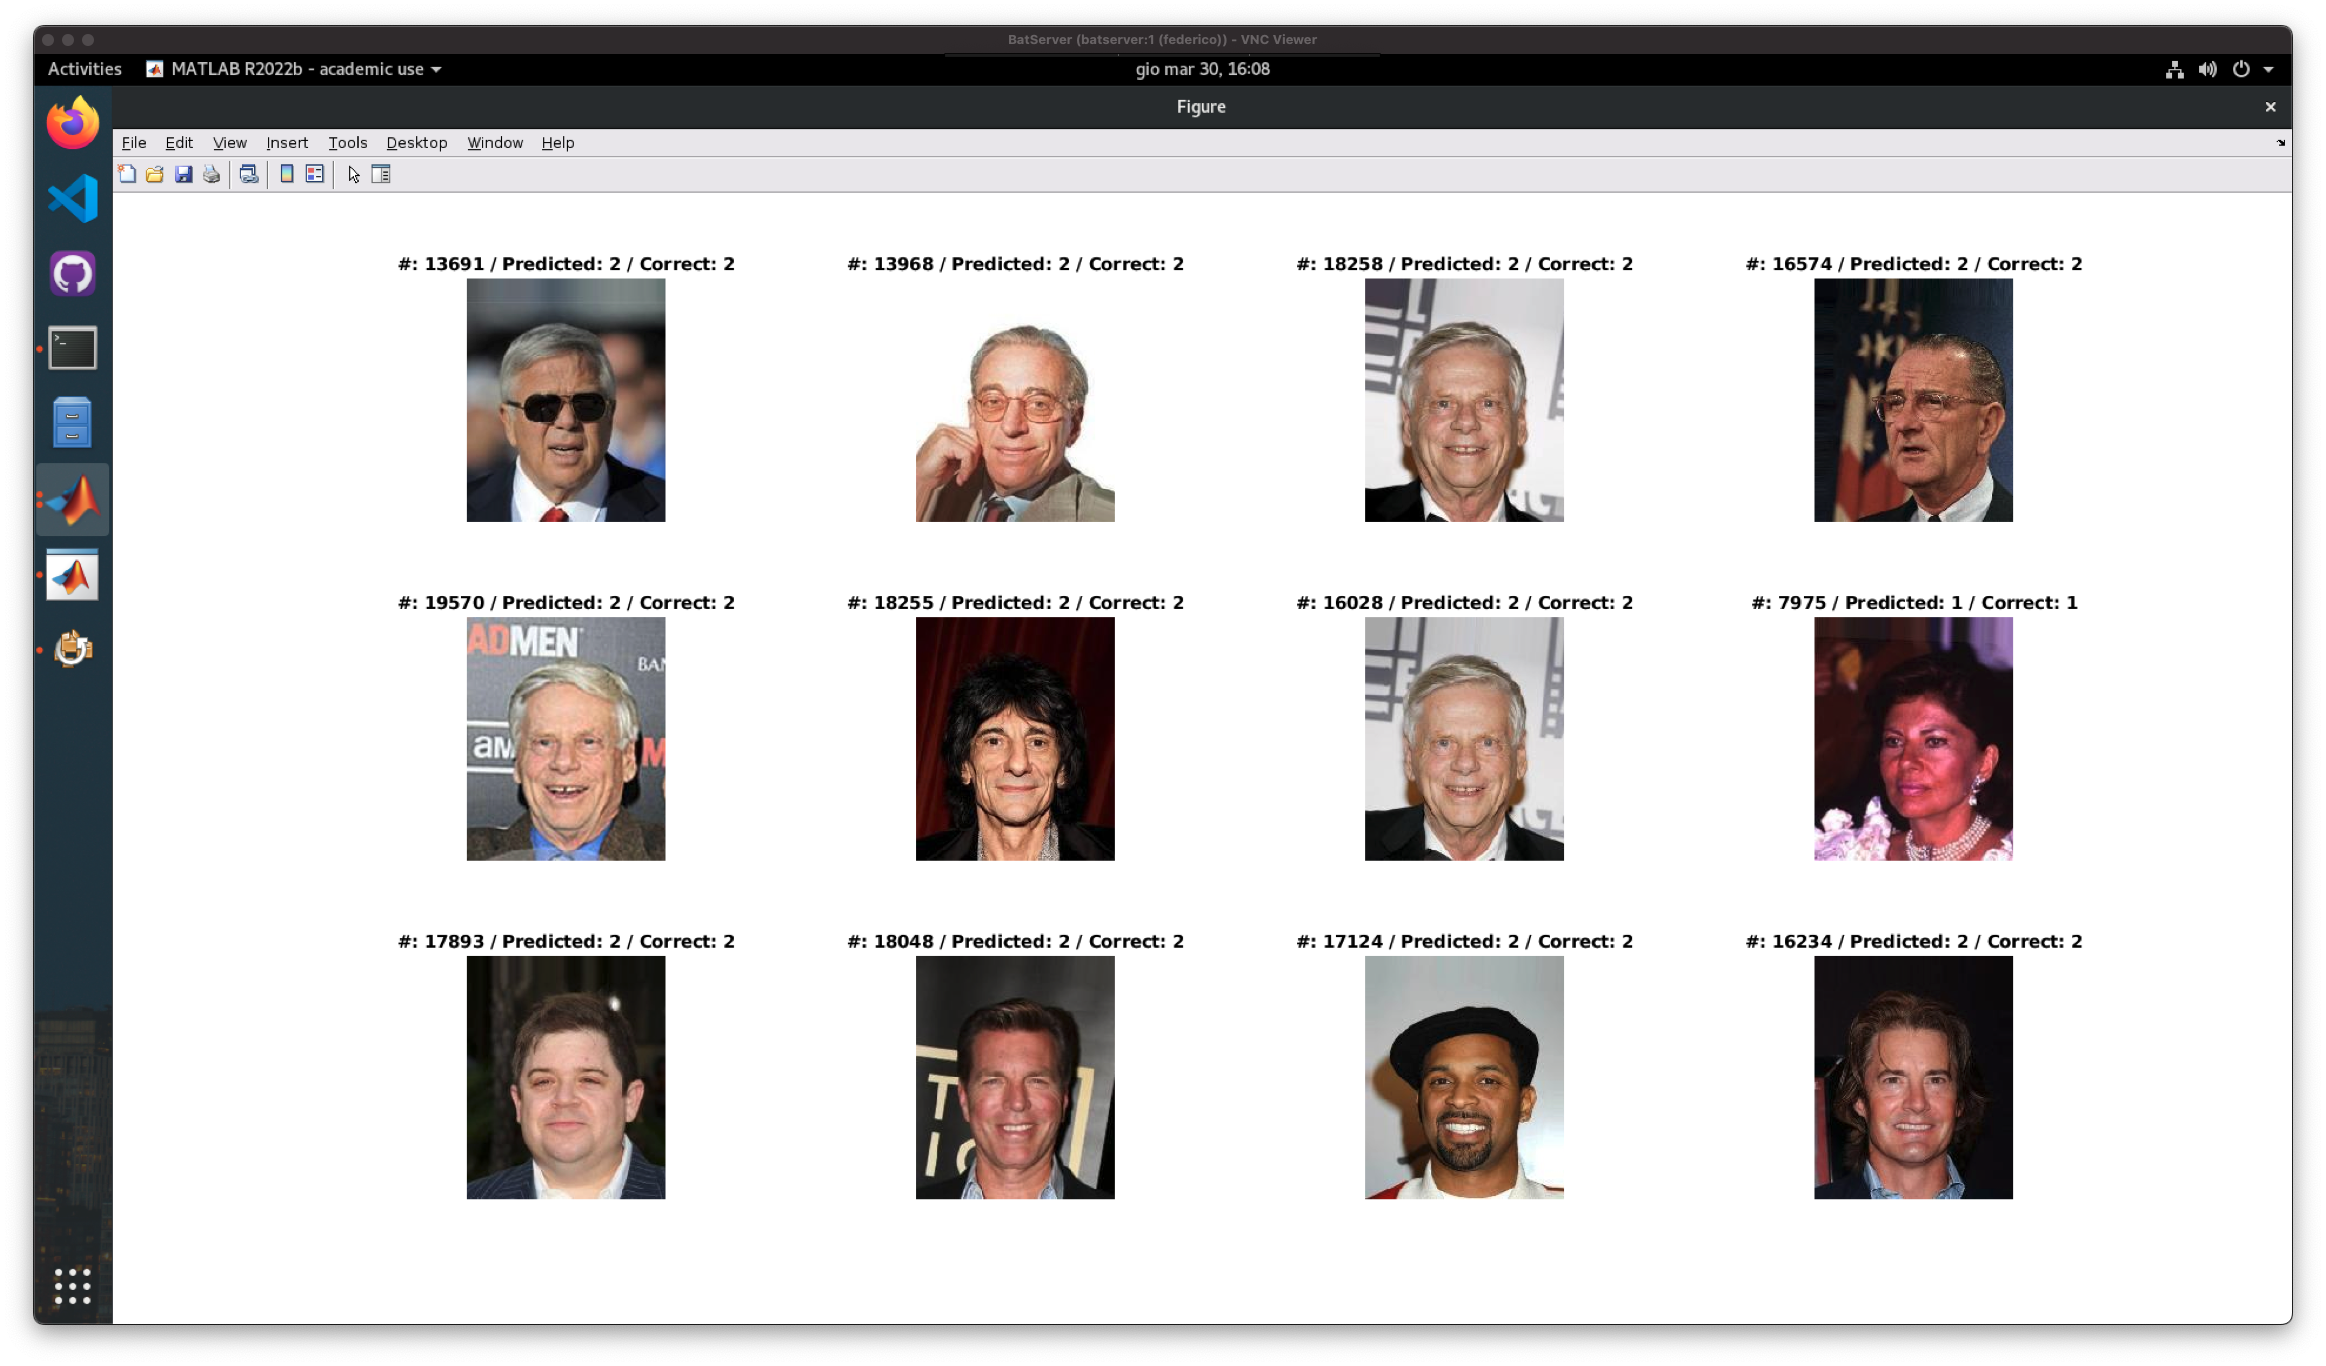 BatServer (batserver:1 (federico)) - VNC Viewer
Activities MATLAB R2022b - academic use gio mar 30, 16:08
Figure
File Edit View Insert Tools Desktop Window Help
#: 13691 / Predicted: 2 / Correct: 2
#: 13968 / Predicted: 2 / Correct: 2
#: 18258 / Predicted: 2 / Correct: 2
#: 16574 / Predicted: 2 / Correct: 2
#: 19570 / Predicted: 2 / Correct: 2
#: 18255 / Predicted: 2 / Correct: 2
#: 16028 / Predicted: 2 / Correct: 2
#: 7975 / Predicted: 1 / Correct: 1
ADMEN
BAN
aM
M
#: 17893 / Predicted: 2 / Correct: 2
#: 18048 / Predicted: 2 / Correct: 2
#: 17124 / Predicted: 2 / Correct: 2
#: 16234 / Predicted: 2 / Correct: 2
T